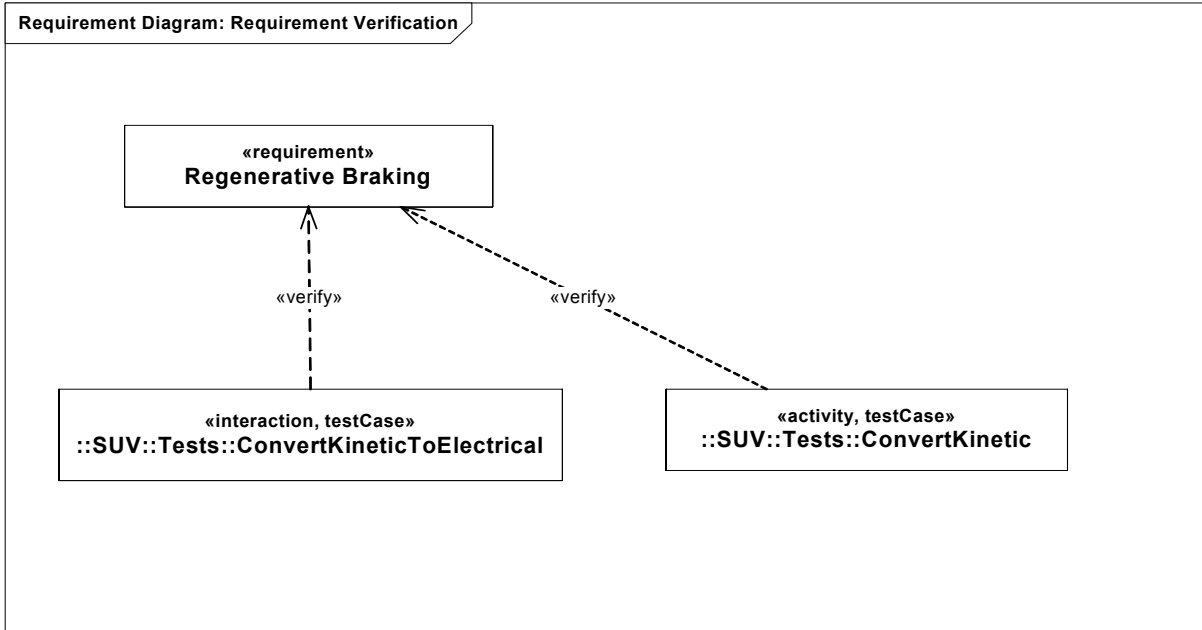 Requirement Diagram: Requirement Verification
«requirement»
Regenerative Braking
«verify»
«verify»
«interaction, testCase»
::SUV::Tests::ConvertKineticToElectrical
«activity, testCase»
::SUV::Tests::ConvertKinetic